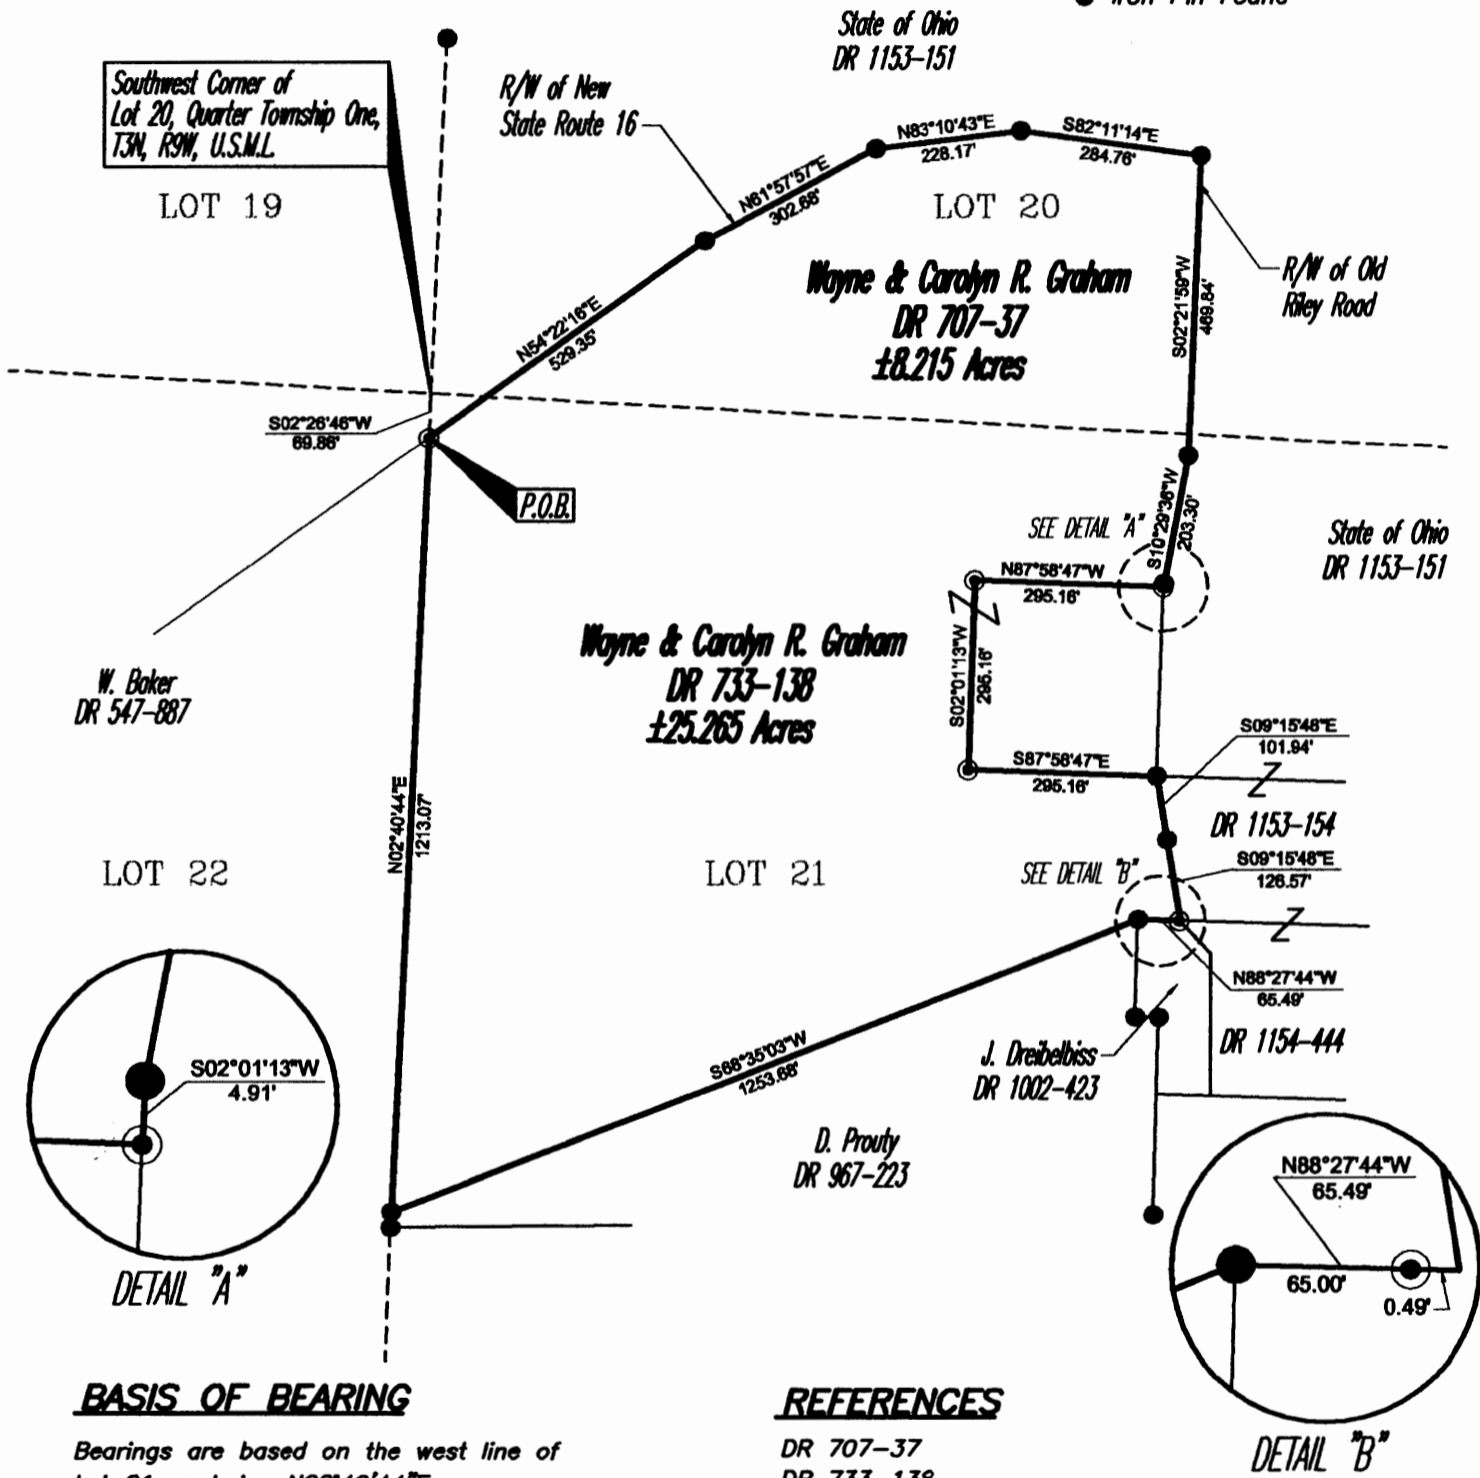 Iron Pin Found
State of Ohio
DR 1153-151
Southwest Corner of
Lot 20, Quarter Township One,
T3N, R9W, U.S.M.L.
R/W of New
State Route 16
N83°10'43"E
228.17'
S82°11'14"E
284.76'
N61°57'57"E
302.68'
LOT 19
LOT 20
R/W of Old
Riley Road
Wayne & Carolyn R. Graham
DR 707-37
±8.215 Acres
S02°21'59"W
469.84'
N54°22'16"E
529.35'
S02°26'46"W
69.86'
P.O.B.
S10°29'36"W
203.30'
SEE DETAIL "A"
State of Ohio
DR 1153-151
N87°58'47"W
295.16'
S02°01'13"W
295.16'
Wayne & Carolyn R. Graham
DR 733-138
±25.265 Acres
W. Baker
DR 547-887
S87°58'47"E
295.16'
S09°15'48"E
101.94'
DR 1153-154
N02°40'44"E
1213.07'
LOT 22
LOT 21
SEE DETAIL "B"
S09°15'48"E
126.57'
N88°27'44"W
65.49'
DR 1154-444
J. Dreibelbiss
DR 1002-423
S68°35'03"W
1253.68'
D. Prouty
DR 967-223
S02°01'13"W
4.91'
DETAIL "A"
N88°27'44"W
65.49'
65.00'
0.49'
DETAIL "B"
BASIS OF BEARING
Bearings are based on the west line of
REFERENCES
DR 707-37
DR 733-138